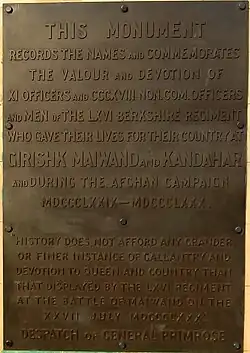 THIS MONUMENT
RECORDS THE NAMES AND COMMEMORATES
THE VALOUR AND DEVOTION OF
XI OFFICERS AND CCCXVIII NON.COM.OFFICERS
AND MEN OF THE LXVI BERKSHIRE REGIMENT
WHO GAVE THEIR LIVES FOR THEIR COUNTRY AT
GIRISHK MAIWAND AND KANDAHAR
AND DURING THE AFGHAN CAMPAIGN
MDCCCLXXIX—MDCCCLXXX.
"HISTORY DOES NOT AFFORD ANY GRANDER
OR FINER INSTANCE OF GALLANTRY AND
DEVOTION TO QUEEN AND COUNTRY THAN
THAT DISPLAYED BY THE LXVI REGIMENT
AT THE BATTLE OF MAIWAND ON THE
XXVII JULY MDCCCLXXX."
DESPATCH OF GENERAL PRIMROSE